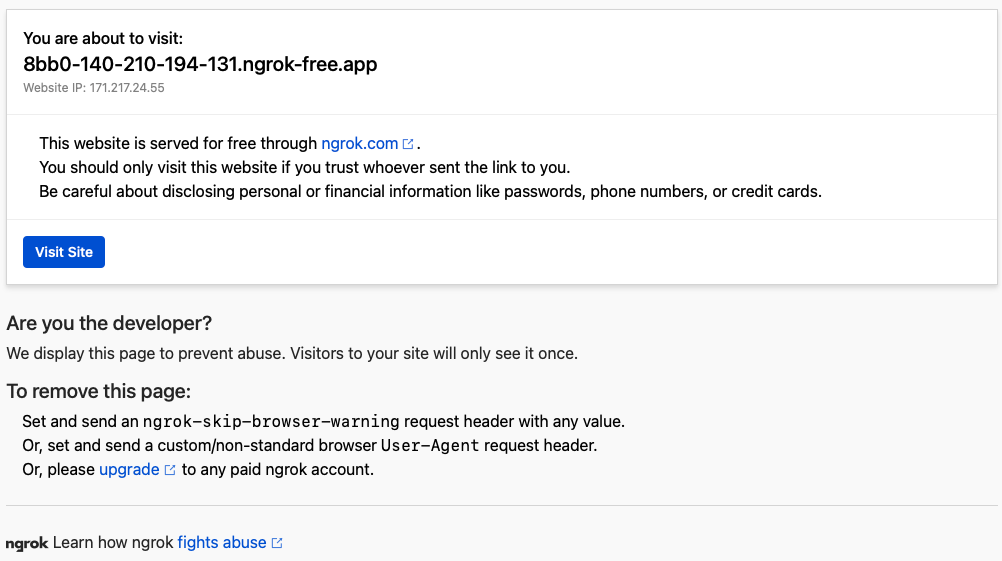 You are about to visit:
8bb0-140-210-194-131.ngrok-free.app
Website IP: 171.217.24.55
This website is served for free through ngrok.com.
You should only visit this website if you trust whoever sent the link to you.
Be careful about disclosing personal or financial information like passwords, phone numbers, or credit cards.
Visit Site
Are you the developer?
We display this page to prevent abuse. Visitors to your site will only see it once.
To remove this page:
Set and send an ngrok-skip-browser-warning request header with any value.
Or, set and send a custom/non-standard browser User-Agent request header.
Or, please upgrade to any paid ngrok account.
ngrok Learn how ngrok fights abuse